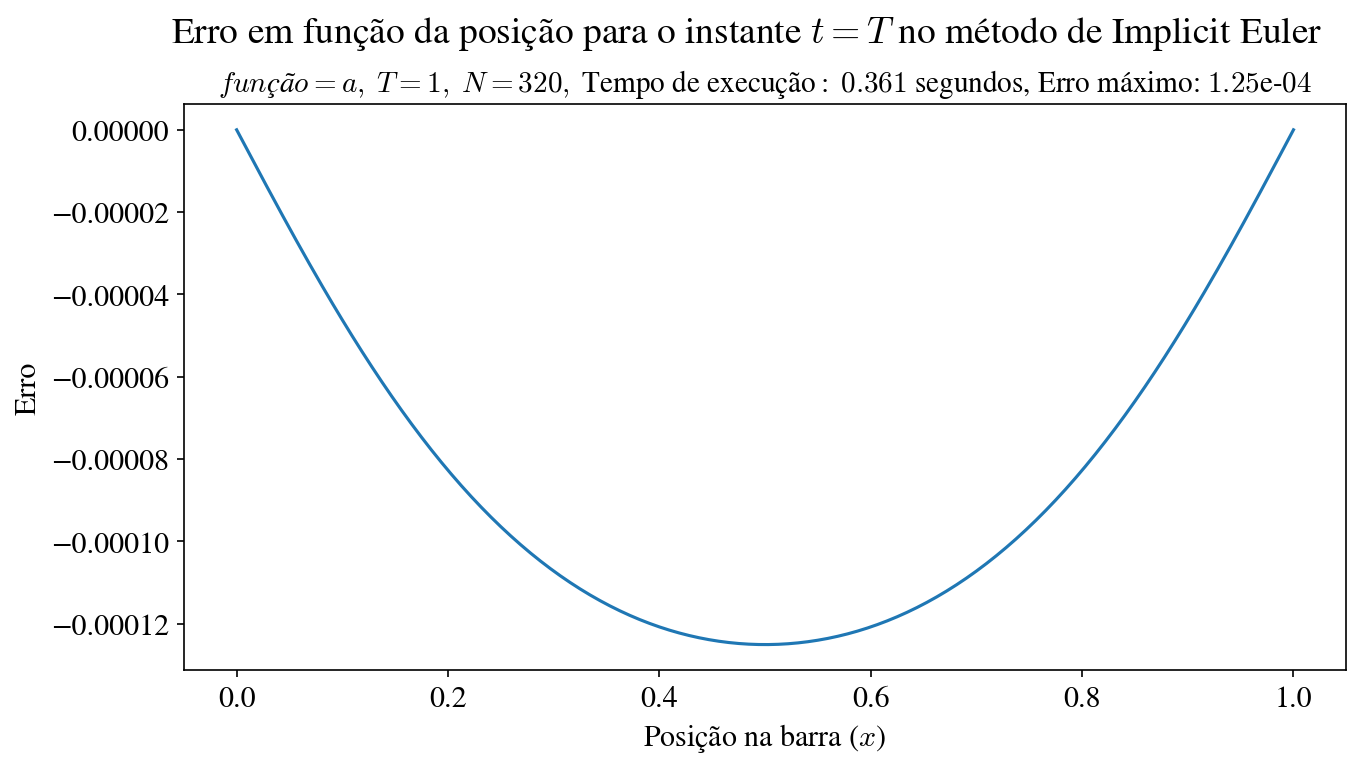 Erro em função da posição para o instante t = T no método de Implicit Euler
função = a, T = 1, N = 320, Tempo de execução : 0.361 segundos, Erro máximo: 1.25e-04
0.00000
−0.00002
−0.00004
−0.00006
−0.00008
−0.00010
−0.00012
Erro
0.0 0.2 0.4 0.6 0.8 1.0
Posição na barra (x)